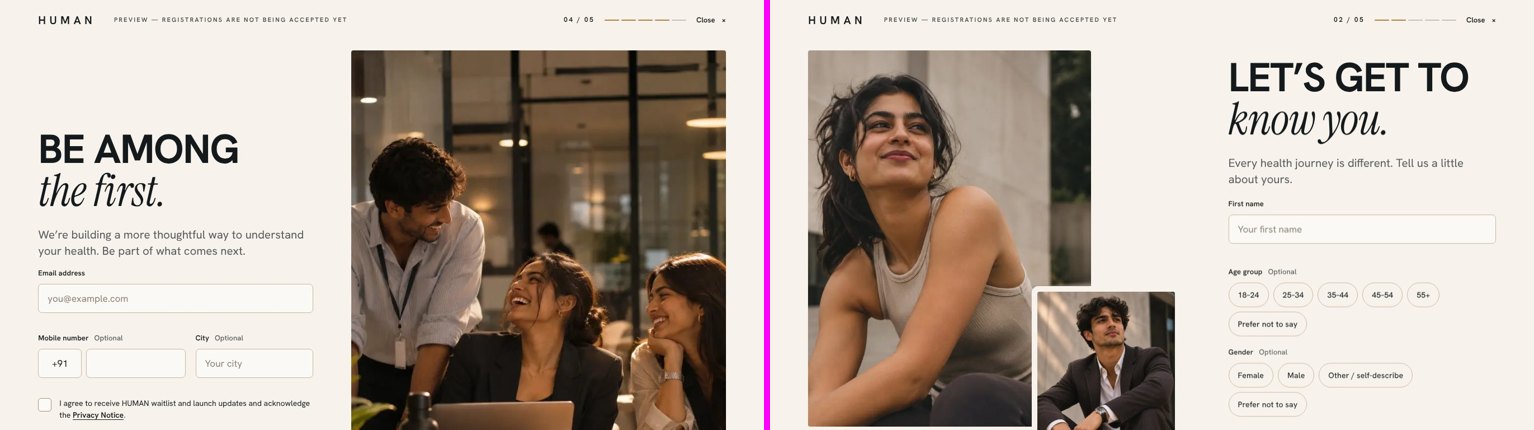 HUMAN
PREVIEW — REGISTRATIONS ARE NOT BEING ACCEPTED YET
04 / 05
Close ×
BE AMONG
the first.
We’re building a more thoughtful way to understand
your health. Be part of what comes next.
Email address
you@example.com
Mobile number Optional
City Optional
+91
Your city
I agree to receive HUMAN waitlist and launch updates and acknowledge
the Privacy Notice.
HUMAN
PREVIEW — REGISTRATIONS ARE NOT BEING ACCEPTED YET
02 / 05
Close ×
LET’S GET TO
know you.
Every health journey is different. Tell us a little
about yours.
First name
Your first name
Age group Optional
18–24 25–34 35–44 45–54 55+
Prefer not to say
Gender Optional
Female Male Other / self-describe
Prefer not to say